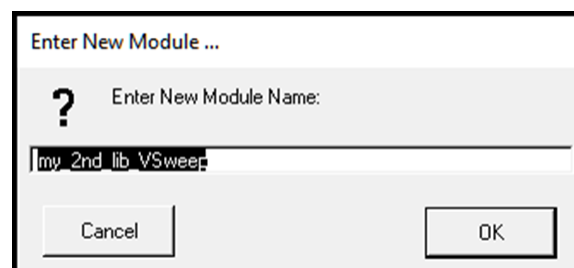 Enter New Module ...
?
Enter New Module Name:
my_2nd_lib_VSweep
Cancel
OK